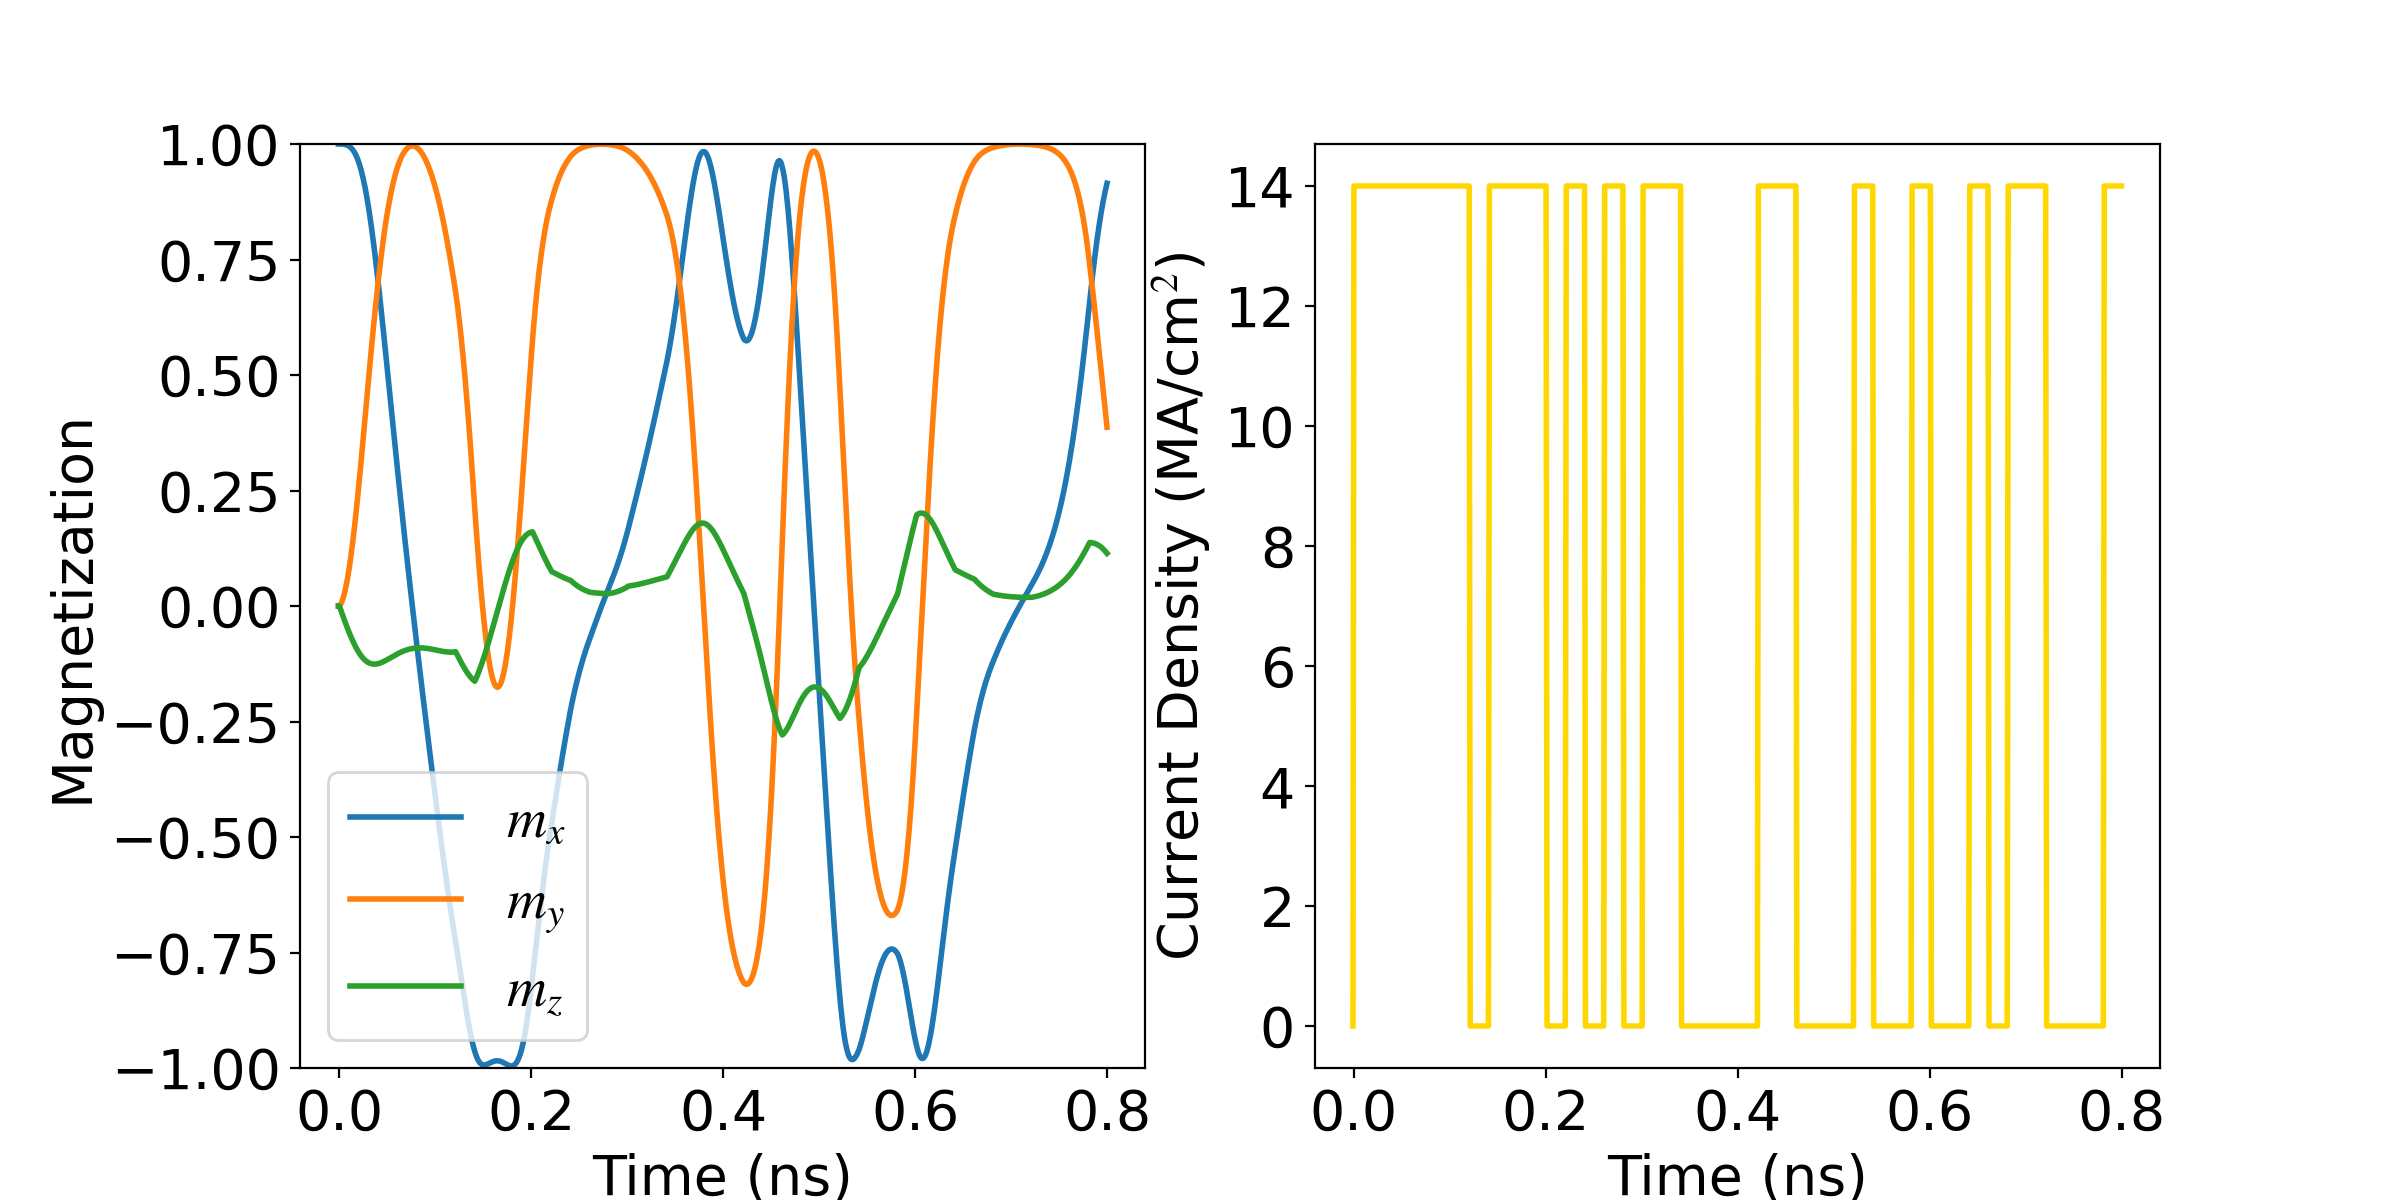 Magnetization
1.00
0.75
0.50
0.25
0.00
−0.25
−0.50
−0.75
−1.00
m_x
m_y
m_z
0.0 0.2 0.4 0.6 0.8
Time (ns)
Current Density (MA/cm²)
14
12
10
8
6
4
2
0
0.0 0.2 0.4 0.6 0.8
Time (ns)